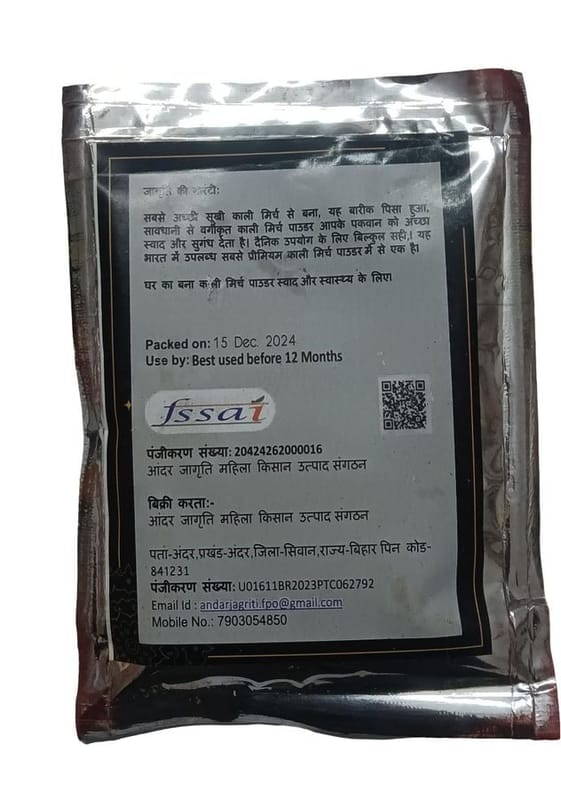 जागृति की गारंटी:
सबसे अच्छी सुखी काली मिर्च से बना, यह बारीक पिसा हुआ,
सावधानी से वर्गीकृत काली मिर्च पाउडर आपके पकवान को अच्छा
स्वाद और सुगंध देता है। दैनिक उपयोग के लिए बिल्कुल सही,। यह
भारत में उपलब्ध सबसे प्रीमियम काली मिर्च पाउडर में से एक है।
घर का बना काली मिर्च पाउडर स्वाद और स्वास्थ्य के लिए।
Packed on: 15 Dec. 2024
Use by: Best used before 12 Months
fssai
पंजीकरण संख्या: 20424262000016
आंदर जागृति महिला किसान उत्पाद संगठन
बिक्री करता:-
आंदर जागृति महिला किसान उत्पाद संगठन
पता-अंदर,प्रखंड-अंदर,जिला-सिवान,राज्य-बिहार पिन कोड-
841231
पंजीकरण संख्या: U01611BR2023PTC062792
Email Id : andarjagriti.fpo@gmail.com
Mobile No.: 7903054850